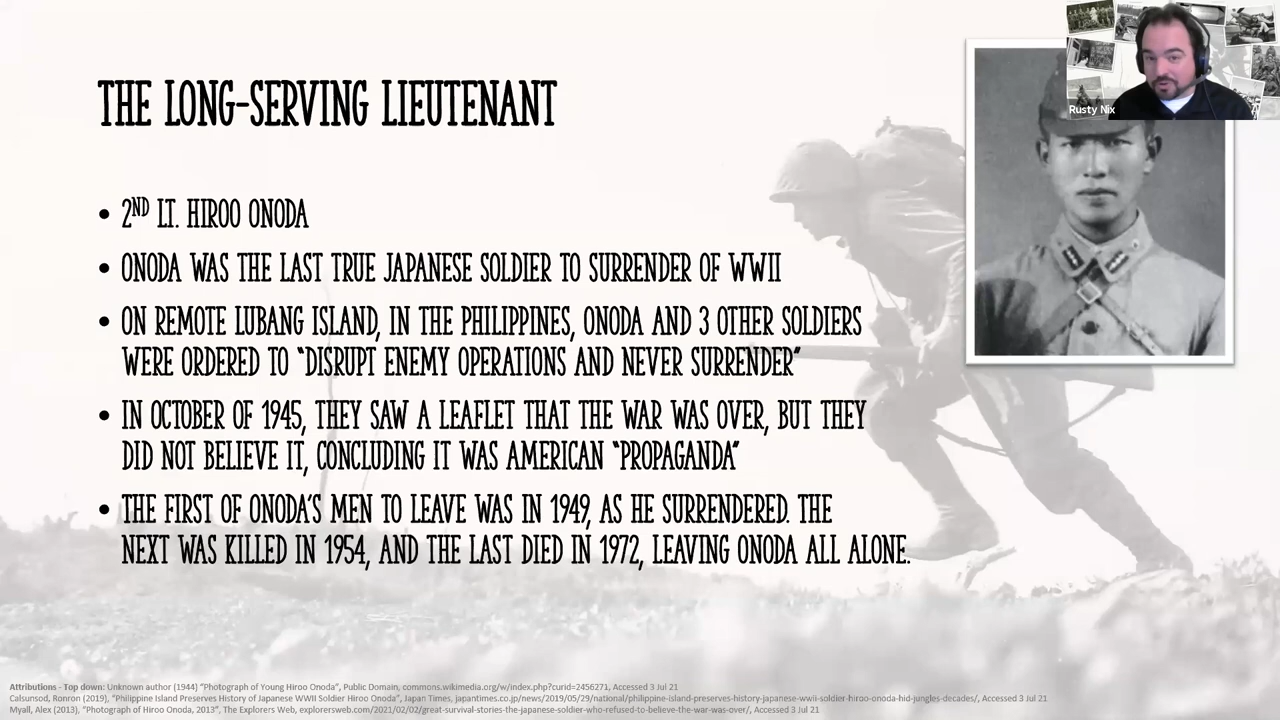 THE LONG-SERVING LIEUTENANT
Rusty Nix
• 2ND LT. HIROO ONODA
• ONODA WAS THE LAST TRUE JAPANESE SOLDIER TO SURRENDER OF WWII
• ON REMOTE LUBANG ISLAND, IN THE PHILIPPINES, ONODA AND 3 OTHER SOLDIERS
WERE ORDERED TO “DISRUPT ENEMY OPERATIONS AND NEVER SURRENDER”
• IN OCTOBER OF 1945, THEY SAW A LEAFLET THAT THE WAR WAS OVER, BUT THEY
DID NOT BELIEVE IT, CONCLUDING IT WAS AMERICAN “PROPAGANDA”
• THE FIRST OF ONODA’S MEN TO LEAVE WAS IN 1949, AS HE SURRENDERED. THE
NEXT WAS KILLED IN 1954, AND THE LAST DIED IN 1972, LEAVING ONODA ALL ALONE.
Attributions - Top down: Unknown author (1944) “Photograph of Young Hiroo Onoda”, Public Domain, commons.wikimedia.org/w/index.php?curid=2456271, Accessed 3 Jul 21
Calsunsod, Ronron (2019), “Philippine Island Preserves History of Japanese WWII Soldier Hiroo Onoda”, Japan Times, japantimes.co.jp/news/2019/05/29/national/philippine-island-preserves-history-japanese-wwii-soldier-hiroo-onoda-hid-jungles-decades/, Accessed 3 Jul 21
Myall, Alex (2013), “Photograph of Hiroo Onoda, 2013”, The Explorers Web, explorersweb.com/2021/02/02/great-survival-stories-the-japanese-soldier-who-refused-to-believe-the-war-was-over/, Accessed 3 Jul 21